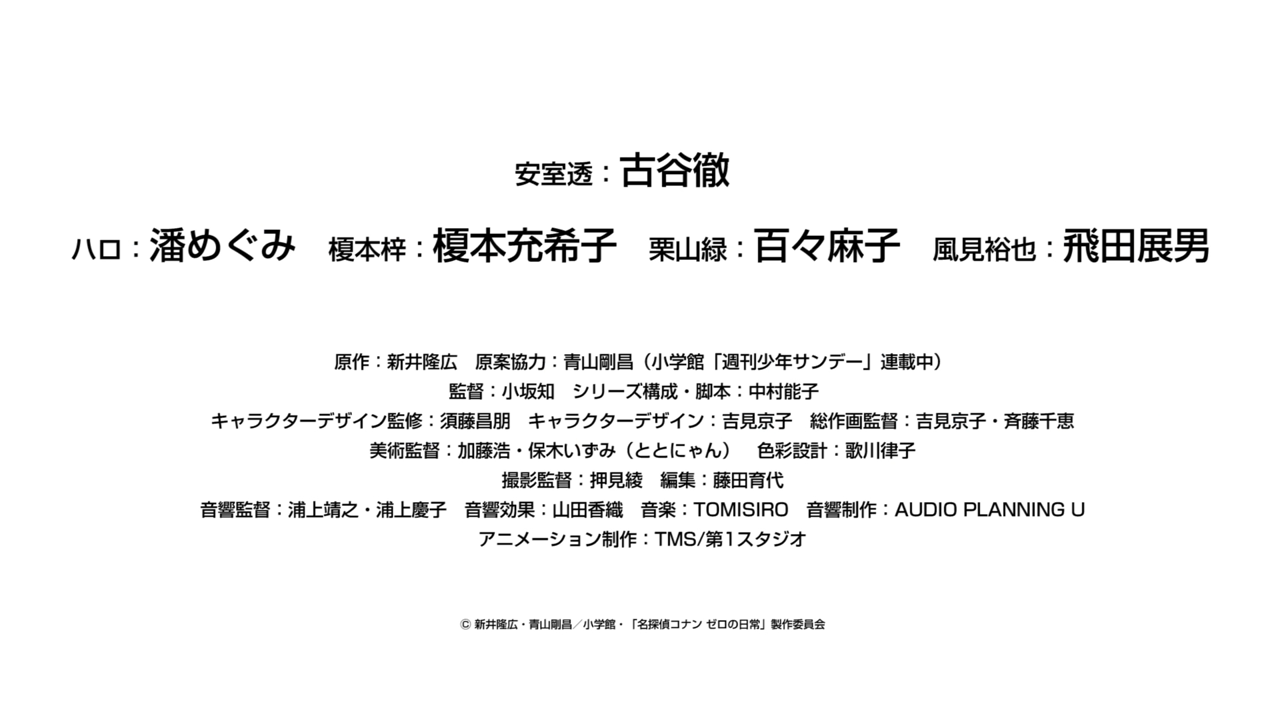 安室透：古谷徹
ハロ：潘めぐみ　榎本梓：榎本充希子　栗山緑：百々麻子　風見裕也：飛田展男
原作：新井隆広　原案協力：青山剛昌（小学館「週刊少年サンデー」連載中）
監督：小坂知　シリーズ構成・脚本：中村能子
キャラクターデザイン監修：須藤昌朋　キャラクターデザイン：吉見京子　総作画監督：吉見京子・斉藤千恵
美術監督：加藤浩・保木いずみ（ととにゃん）　色彩設計：歌川律子
撮影監督：押見綾　編集：藤田育代
音響監督：浦上靖之・浦上慶子　音響効果：山田香織　音楽：TOMISIRO　音響制作：AUDIO PLANNING U
アニメーション制作：TMS/第1スタジオ
© 新井隆広・青山剛昌／小学館・「名探偵コナン ゼロの日常」製作委員会